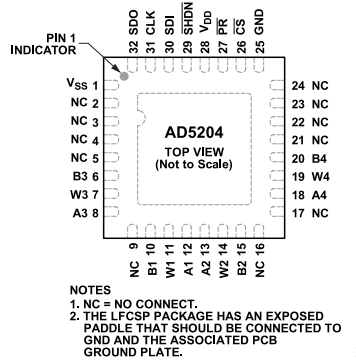 32 SDO
31 CLK
30 SDI
29 SHDN
28 VDD
27 PR
26 CS
25 GND
PIN 1
INDICATOR
VSS 1
NC 2
NC 3
NC 4
NC 5
B3 6
W3 7
A3 8
AD5204
TOP VIEW
(Not to Scale)
24 NC
23 NC
22 NC
21 NC
20 B4
19 W4
18 A4
17 NC
NC 9
B1 10
W1 11
A1 12
A2 13
W2 14
B2 15
NC 16
NOTES
1. NC = NO CONNECT.
2. THE LFCSP PACKAGE HAS AN EXPOSED
PADDLE THAT SHOULD BE CONNECTED TO
GND AND THE ASSOCIATED PCB
GROUND PLATE.